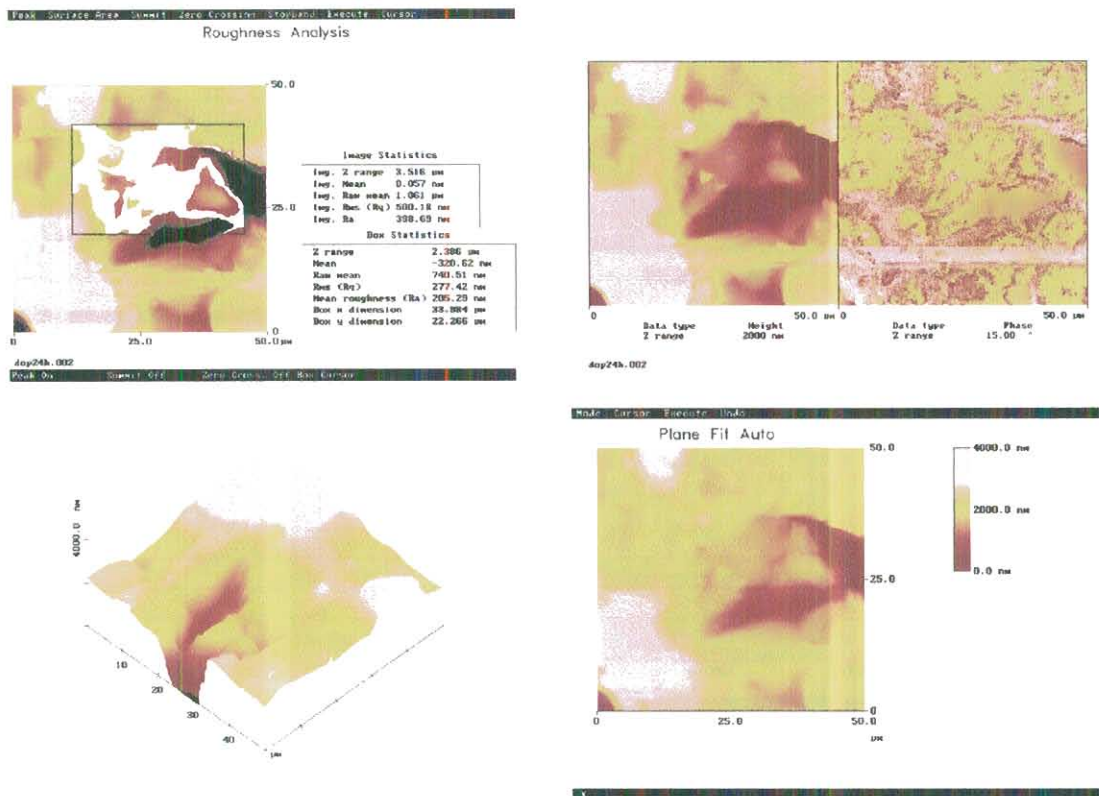 Peak Surface Area Summit Zero Crossing Stopband Execute Cursor
Roughness Analysis
50.0
25.0
0
0 25.0 50.0 µm
Image Statistics
Img. Z range 3.516 µm
Img. Mean 0.057 nm
Img. Raw mean 1.061 µm
Img. Rms (Rq) 500.18 nm
Img. Ra 398.69 nm
Box Statistics
Z range 2.386 µm
Mean -320.62 nm
Raw mean 740.51 nm
Rms (Rq) 277.42 nm
Mean roughness (Ra) 205.29 nm
Box x dimension 33.984 µm
Box y dimension 22.266 µm
dop24h.002
Peak On Summit Off Zero Cross. Off Box Cursor
0 50.0 µm 0 50.0 µm
Data type Height Data type Phase
Z range 2000 nm Z range 15.00 °
dop24h.002
4000.0 nm
10
20
30
40
µm
Mode Cursor Execute Undo
Plane Fit Auto
50.0
25.0
0
0 25.0 50.0
µm
4000.0 nm
2000.0 nm
0.0 nm